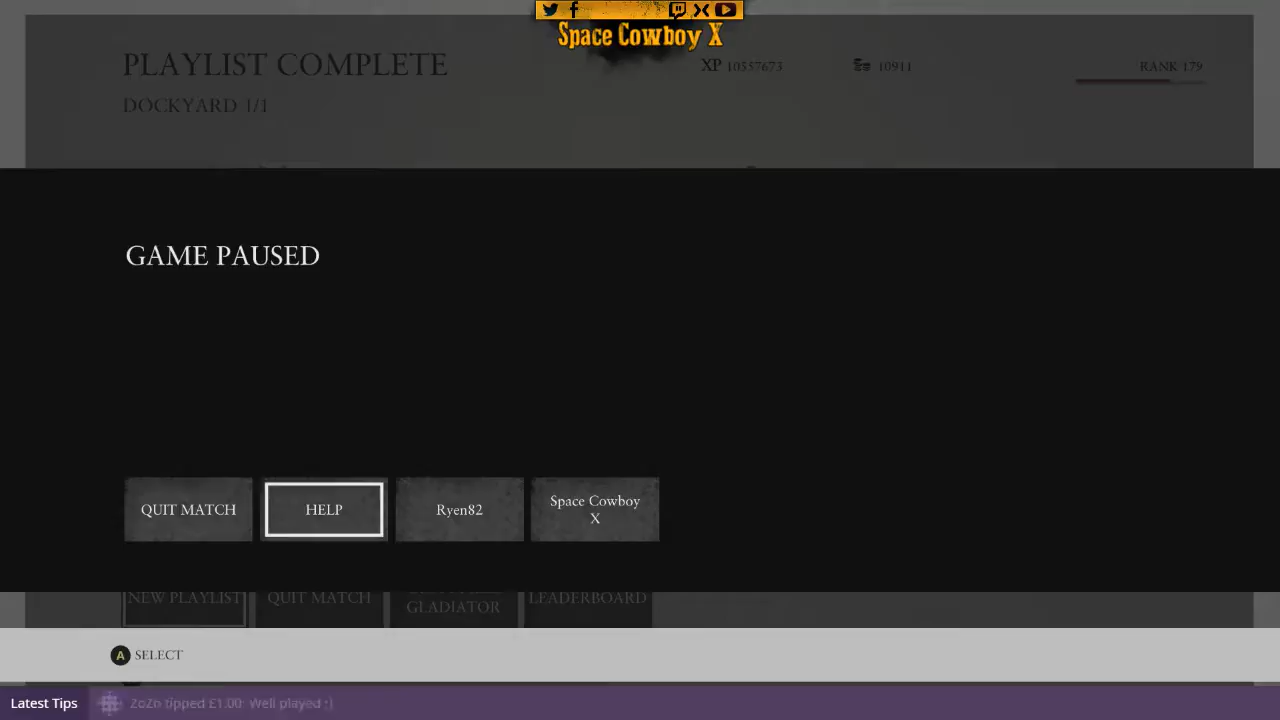 Space Cowboy X
PLAYLIST COMPLETE
XP 10557673
10911
RANK 179
DOCKYARD 1/1
GAME PAUSED
QUIT MATCH
HELP
Ryen82
Space Cowboy
X
NEW PLAYLIST
QUIT MATCH
GLADIATOR
LEADERBOARD
A SELECT
Latest Tips
ZoZo tipped £1.00: Well played :)